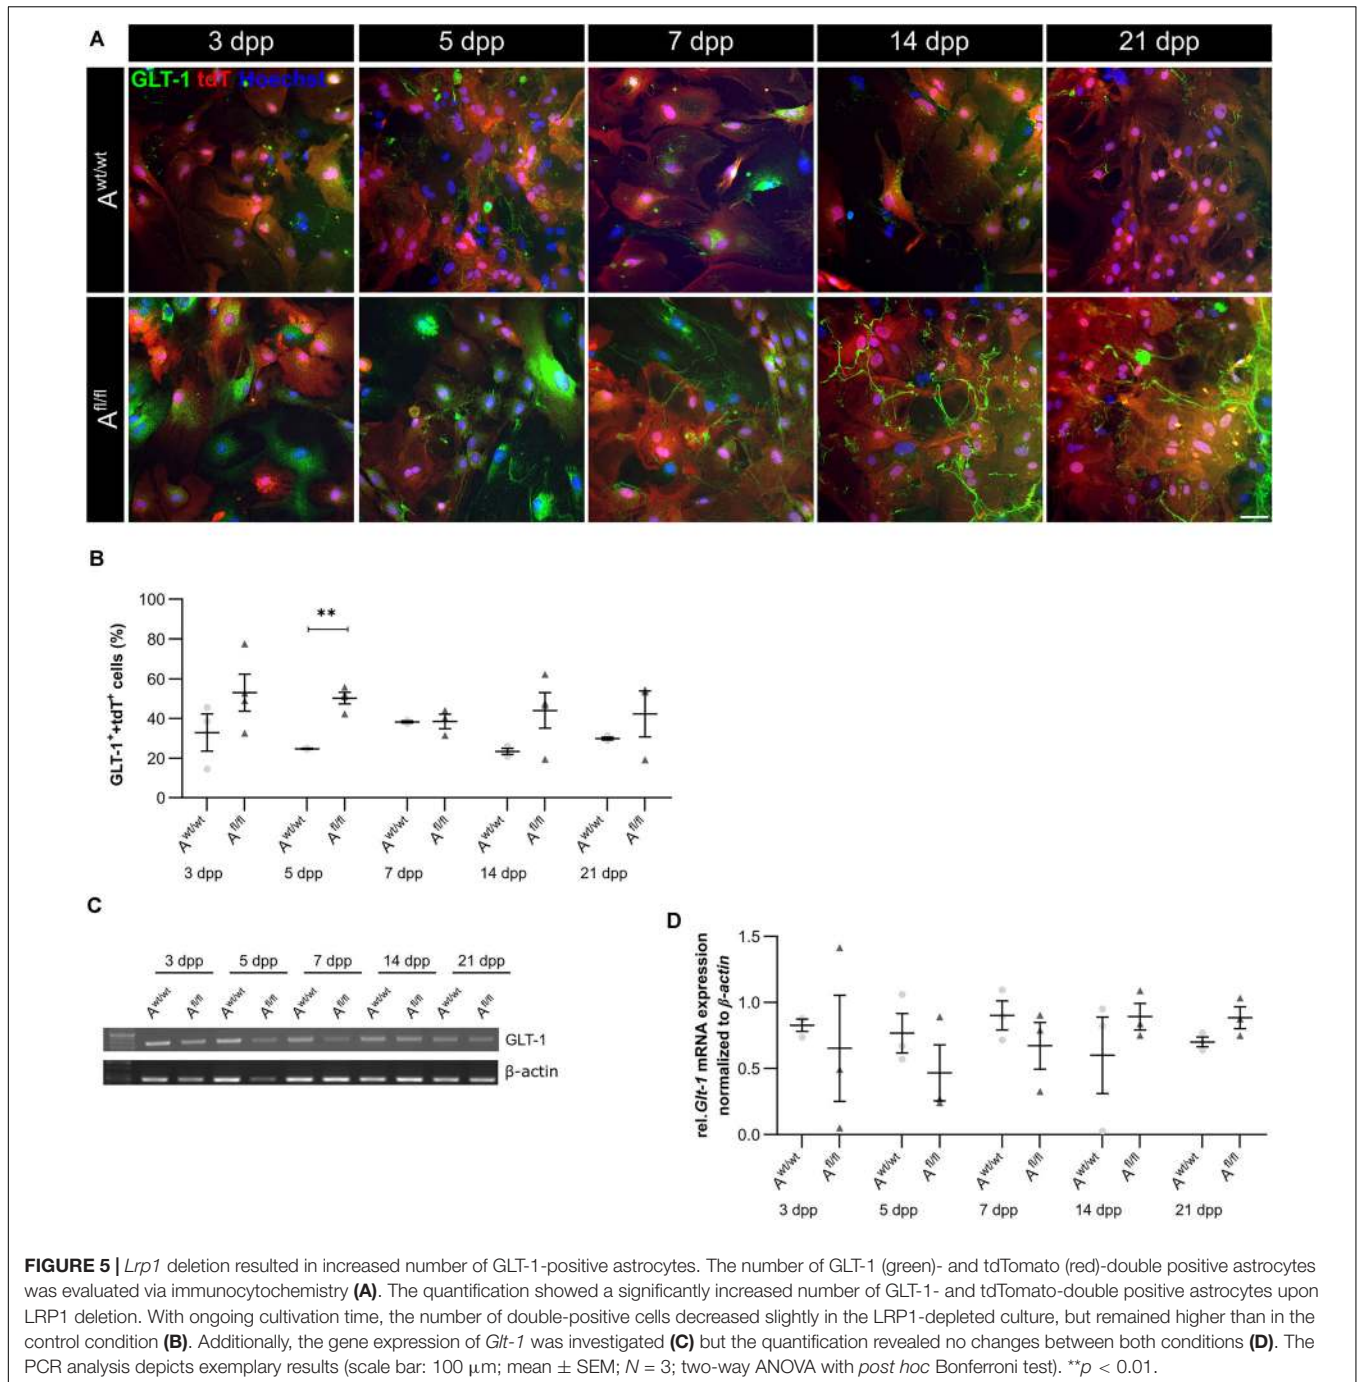 A
3 dpp 5 dpp 7 dpp 14 dpp 21 dpp
GLT-1 tdT Hoechst
A wt/wt
A fl/fl
B
GLT-1⁺+tdT⁺ cells (%)
100
80
60
40
20
0
**
A wt/wt A fl/fl A wt/wt A fl/fl A wt/wt A fl/fl A wt/wt A fl/fl A wt/wt A fl/fl
3 dpp 5 dpp 7 dpp 14 dpp 21 dpp
C
3 dpp 5 dpp 7 dpp 14 dpp 21 dpp
A wt/wt A fl/fl A wt/wt A fl/fl A wt/wt A fl/fl A wt/wt A fl/fl A wt/wt A fl/fl
GLT-1
β-actin
D
rel.Glt-1 mRNA expression
normalized to β-actin
1.5
1.0
0.5
0.0
A wt/wt A fl/fl A wt/wt A fl/fl A wt/wt A fl/fl A wt/wt A fl/fl A wt/wt A fl/fl
3 dpp 5 dpp 7 dpp 14 dpp 21 dpp
FIGURE 5 | Lrp1 deletion resulted in increased number of GLT-1-positive astrocytes. The number of GLT-1 (green)- and tdTomato (red)-double positive astrocytes
was evaluated via immunocytochemistry (A). The quantification showed a significantly increased number of GLT-1- and tdTomato-double positive astrocytes upon
LRP1 deletion. With ongoing cultivation time, the number of double-positive cells decreased slightly in the LRP1-depleted culture, but remained higher than in the
control condition (B). Additionally, the gene expression of Glt-1 was investigated (C) but the quantification revealed no changes between both conditions (D). The
PCR analysis depicts exemplary results (scale bar: 100 μm; mean ± SEM; N = 3; two-way ANOVA with post hoc Bonferroni test). **p < 0.01.